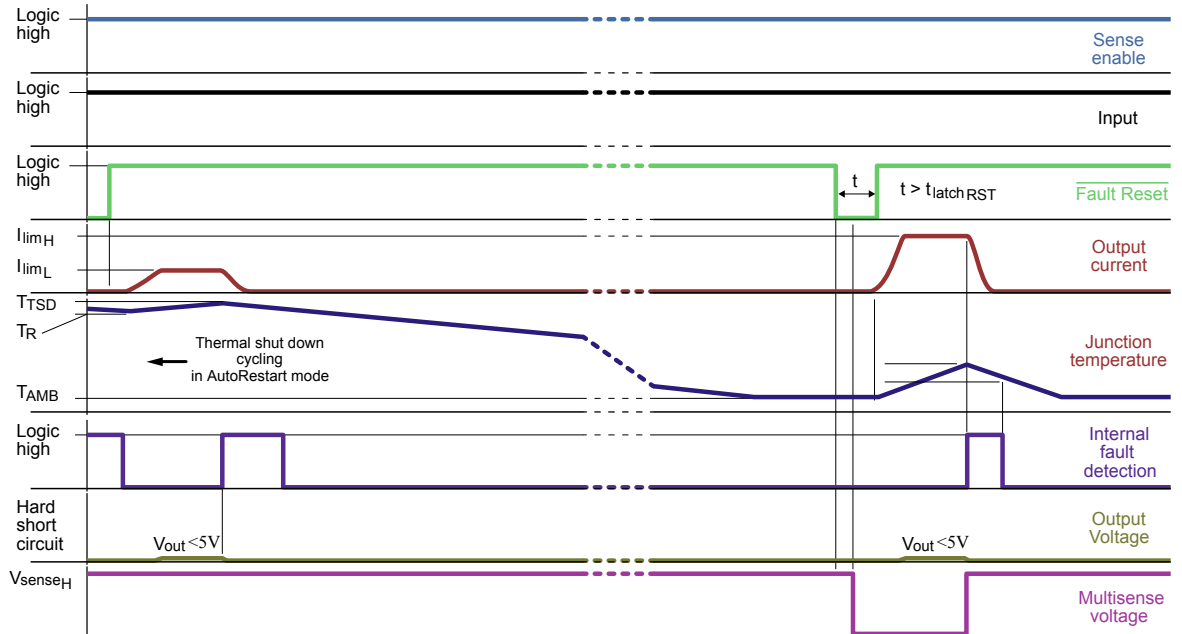 Logic
high
Sense
enable
Logic
high
Input
Logic
high
t
t > tlatchRST
Fault Reset
IlimH
IlimL
Output
current
TTSD
TR
Thermal shut down
cycling
in AutoRestart mode
Junction
temperature
TAMB
Logic
high
Internal
fault
detection
Hard
short
circuit
Vout <5V
Vout <5V
Output
Voltage
VsenseH
Multisense
voltage